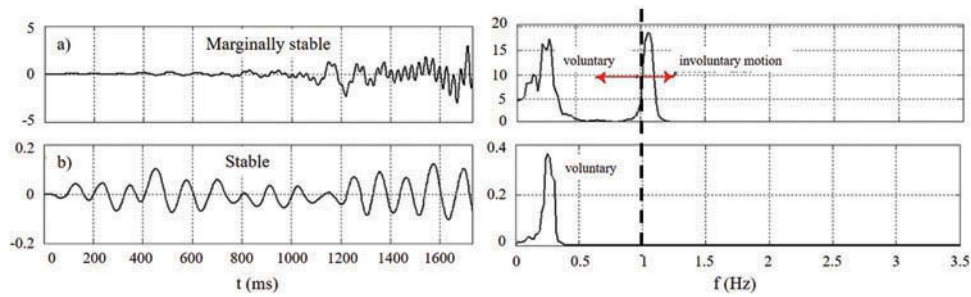 5
a)
Marginally stable
0
-5
20
15
10
5
0
voluntary
involuntary motion
0.2
b)
Stable
0
-0.2
0 200 400 600 800 1000 1200 1400 1600
t (ms)
0.4
0.2
0
voluntary
0 0.5 1 1.5 2 2.5 3 3.5
f (Hz)